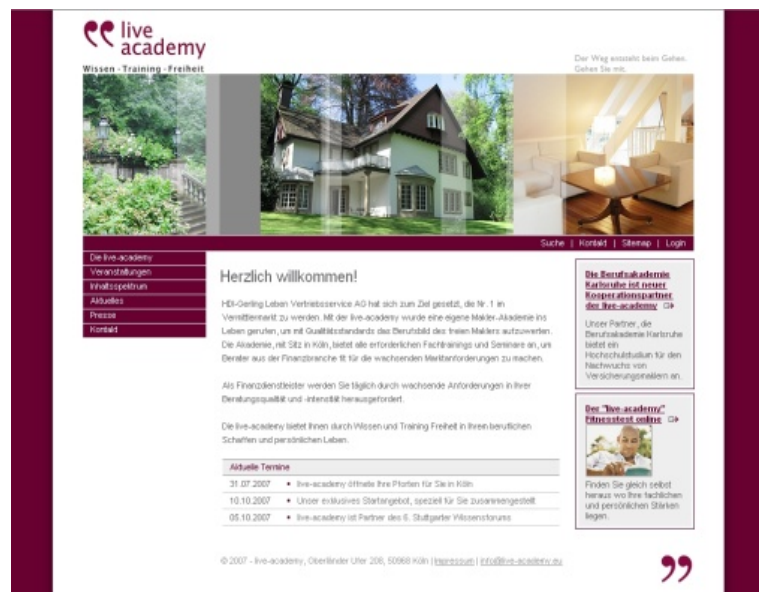 live
academy
Wissen - Training - Freiheit
Der Weg entsteht beim Gehen.
Gehen Sie mit.
Suche | Kontakt | Sitemap | Login
Die live-academy
Veranstaltungen
Inhaltsspektrum
Aktuelles
Presse
Kontakt
Herzlich willkommen!
HDI-Gerling Leben Vertriebsservice AG hat sich zum Ziel gesetzt, die Nr. 1 im
Vermittlermarkt zu werden. Mit der live-academy wurde eine eigene Makler-Akademie ins
Leben gerufen, um mit Qualitätsstandards das Berufsbild des freien Maklers aufzuwerten.
Die Akademie, mit Sitz in Köln, bietet alle erforderlichen Fachtrainings und Seminare an, um
Berater aus der Finanzbranche fit für die wachsenden Marktanforderungen zu machen.
Als Finanzdienstleister werden Sie täglich durch wachsende Anforderungen in Ihrer
Beratungsqualität und -intensität herausgefordert.
Die live-academy bietet Ihnen durch Wissen und Training Freiheit in Ihrem beruflichen
Schaffen und persönlichen Leben.
Aktuelle Termine
31.07.2007 • live-academy öffnete Ihre Pforten für Sie in Köln
10.10.2007 • Unser exklusives Startangebot, speziell für Sie zusammengestellt
05.10.2007 • live-academy ist Partner des 6. Stuttgarter Wissensforums
Die Berufsakademie
Karlsruhe ist neuer
Kooperationspartner
der live-academy
Unser Partner, die
Berufsakademie Karlsruhe
bietet ein
Hochschulstudium für den
Nachwuchs von
Versicherungsmaklern an.
Der "live-academy"
Fitnesstest online
Finden Sie gleich selbst
heraus wo Ihre fachlichen
und persönlichen Stärken
liegen.
© 2007 - live-academy, Oberländer Ufer 208, 50968 Köln | Impressum | info@live-academy.eu